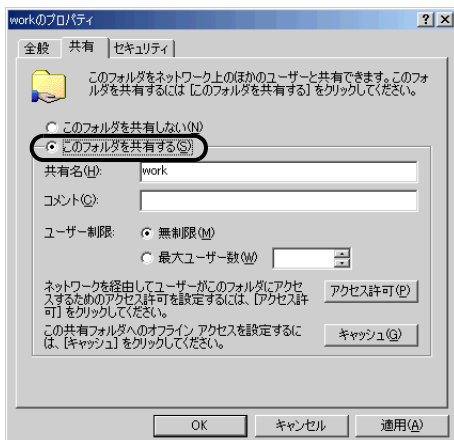 workのプロパティ
全般 共有 セキュリティ
このフォルダをネットワーク上のほかのユーザーと共有できます。このフォ
ルダを共有するには [このフォルダを共有する] をクリックしてください。
このフォルダを共有しない(N)
このフォルダを共有する(S)
共有名(H): work
コメント(C):
ユーザー制限: 無制限(M)
最大ユーザー数(W)
ネットワークを経由してユーザーがこのフォルダにアクセ
スするためのアクセス許可を設定するには、[アクセス許
可] をクリックしてください。
アクセス許可(P)
この共有フォルダへのオフライン アクセスを設定するに
は、[キャッシュ] をクリックしてください。
キャッシュ(G)
OK キャンセル 適用(A)